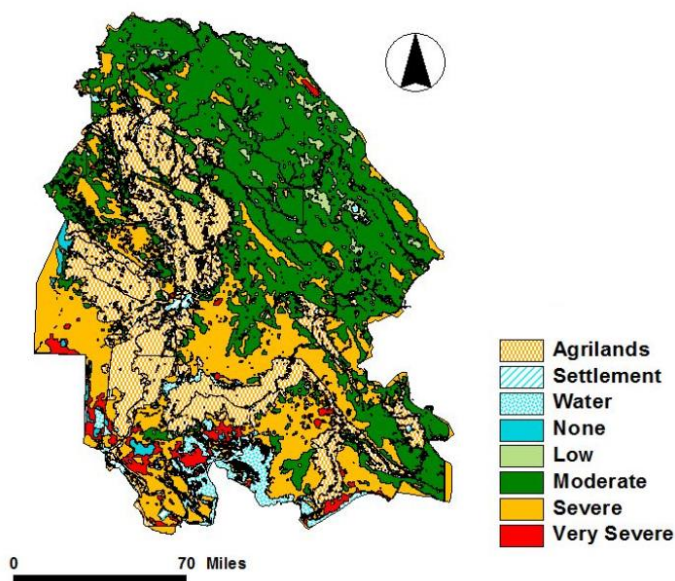 Agrilands
Settlement
Water
None
Low
Moderate
Severe
Very Severe
0 70 Miles